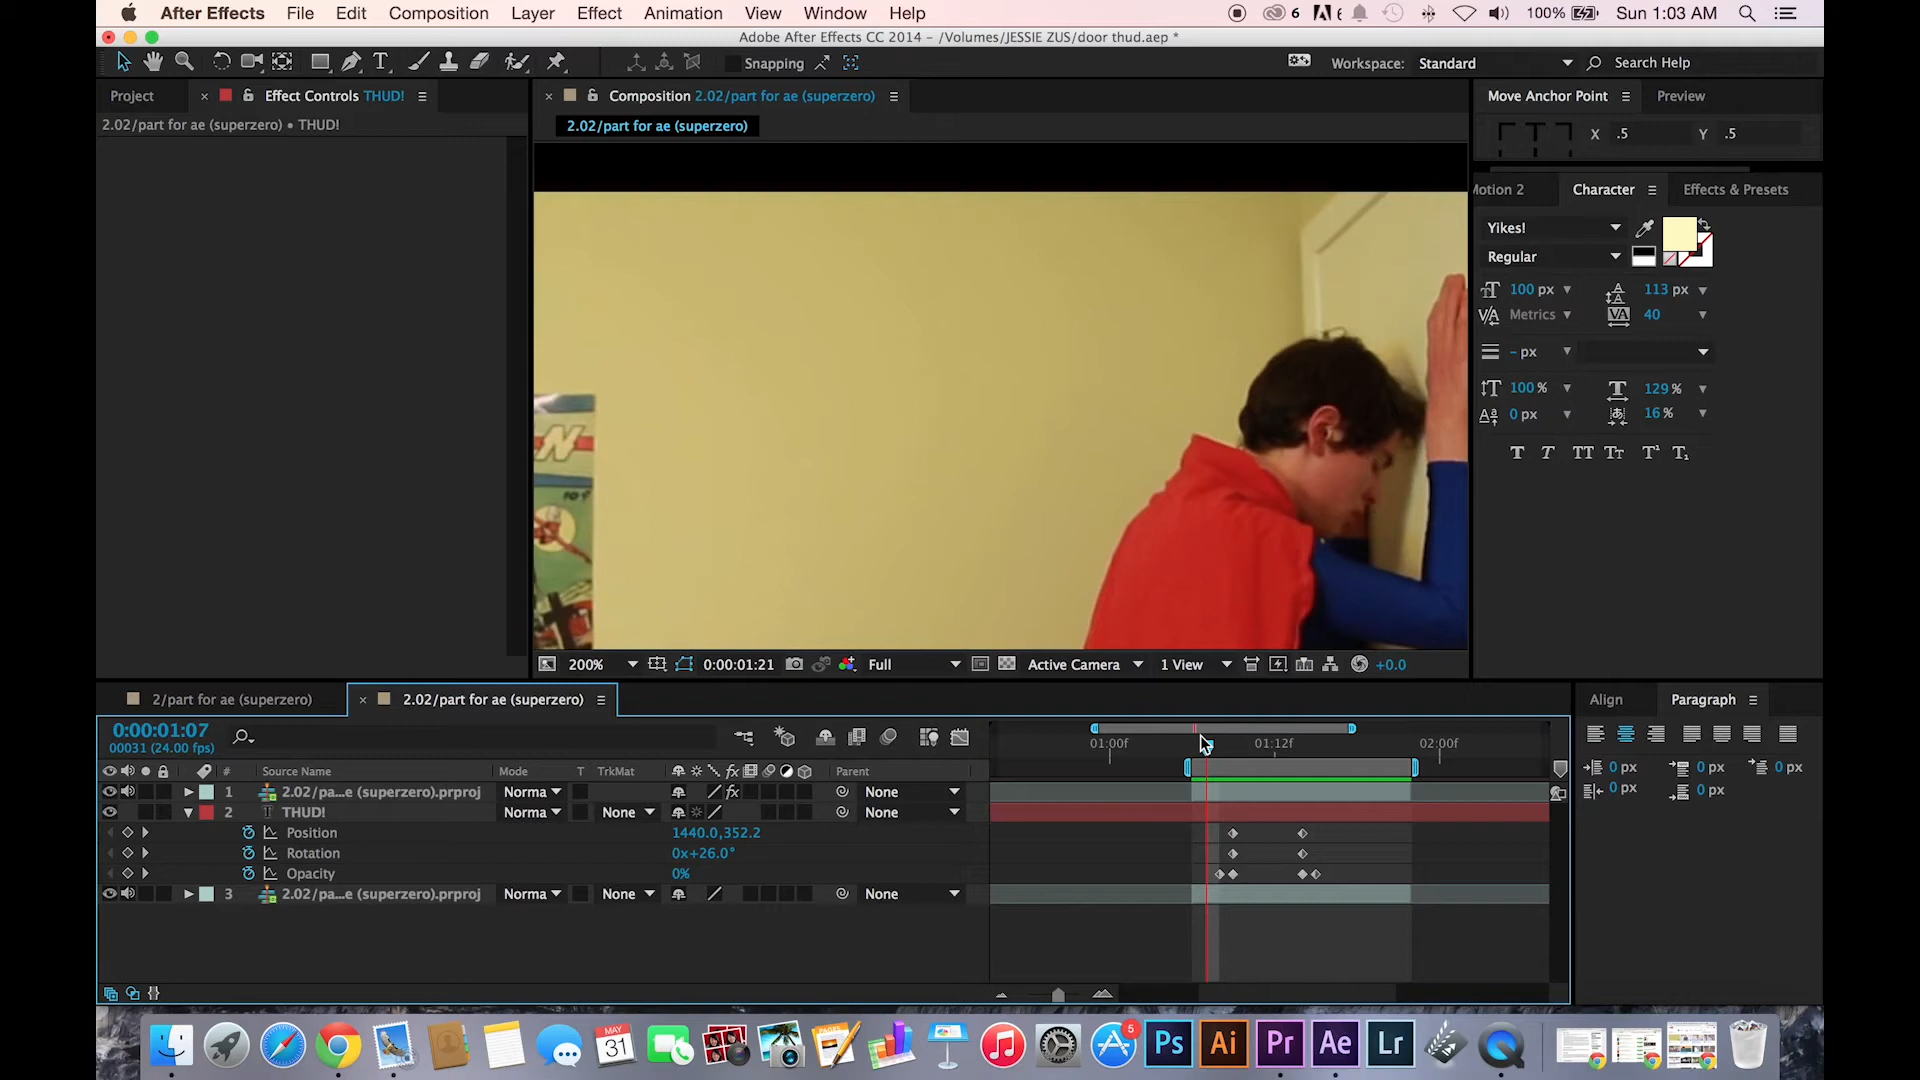 After Effects File Edit Composition Layer Effect Animation View Window Help 6 6 100% Sun 1:03 AM
Adobe After Effects CC 2014 - /Volumes/JESSIE ZUS/door thud.aep *
Snapping Workspace: Standard Search Help
Project Effect Controls THUD! Composition 2.02/part for ae (superzero) Move Anchor Point Preview
2.02/part for ae (superzero) • THUD! 2.02/part for ae (superzero) X .5 Y .5
Motion 2 Character Effects & Presets
Yikes!
Regular
100 px 113 px
Metrics 40
- px
100 % 129 %
0 px 16 %
N
200% 0:00:01:21 Full Active Camera 1 View +0.0
2/part for ae (superzero) 2.02/part for ae (superzero) Align Paragraph
0:00:01:07
00031 (24.00 fps) 01:00f 01:12f 02:00f
0 px 0 px 0 px
0 px 0 px
# Source Name Mode T TrkMat Parent
1 2.02/pa...e (superzero).prproj Norma None
2 THUD! Norma None None
Position 1440.0,352.2
Rotation 0x+26.0°
Opacity 0%
3 2.02/pa...e (superzero).prproj Norma None None
MAY 31 PAGES 5 Ps Ai Pr Ae Lr